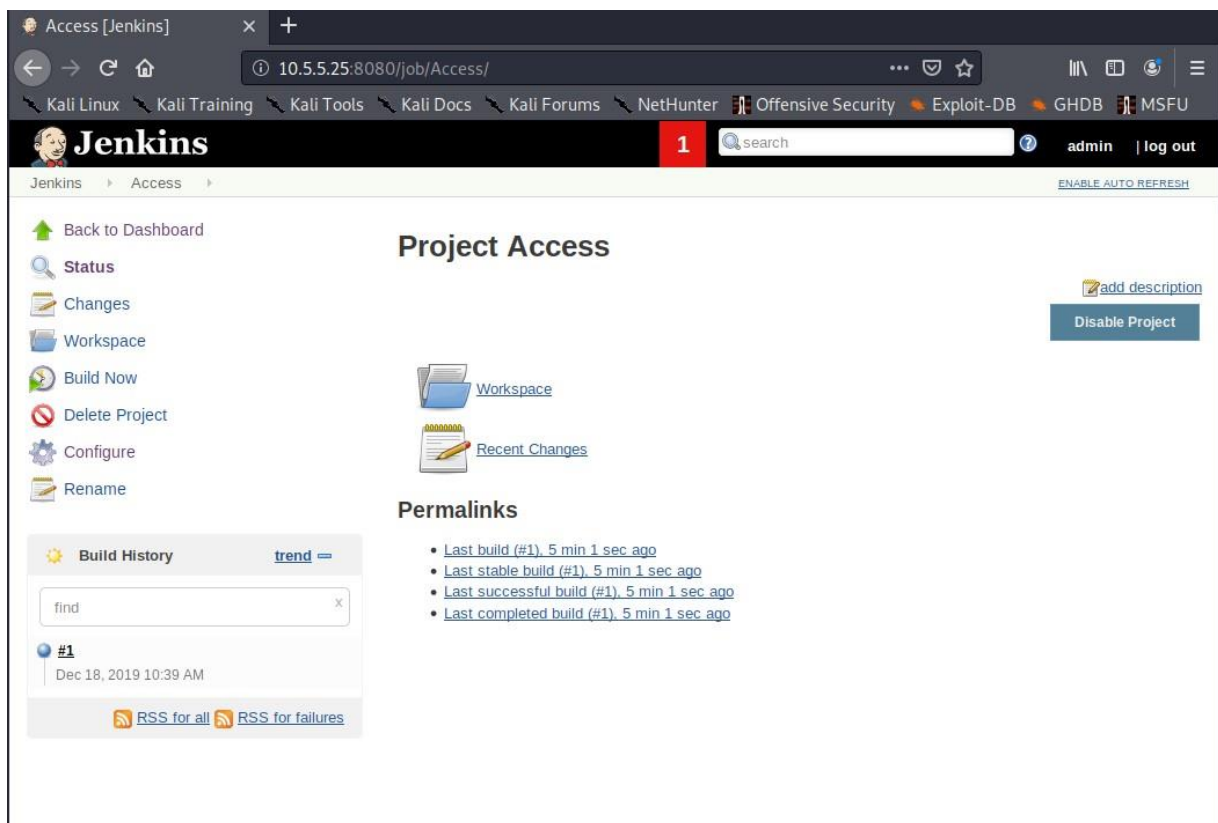 Access [Jenkins]
10.5.5.25:8080/job/Access/
Kali Linux Kali Training Kali Tools Kali Docs Kali Forums NetHunter Offensive Security Exploit-DB GHDB MSFU
Jenkins 1 search admin | log out
Jenkins Access ENABLE AUTO REFRESH
Back to Dashboard
Status
Changes
Workspace
Build Now
Delete Project
Configure
Rename
Build History trend
find x
#1
Dec 18, 2019 10:39 AM
RSS for all RSS for failures
Project Access
add description
Disable Project
Workspace
Recent Changes
Permalinks
• Last build (#1), 5 min 1 sec ago
• Last stable build (#1), 5 min 1 sec ago
• Last successful build (#1), 5 min 1 sec ago
• Last completed build (#1), 5 min 1 sec ago